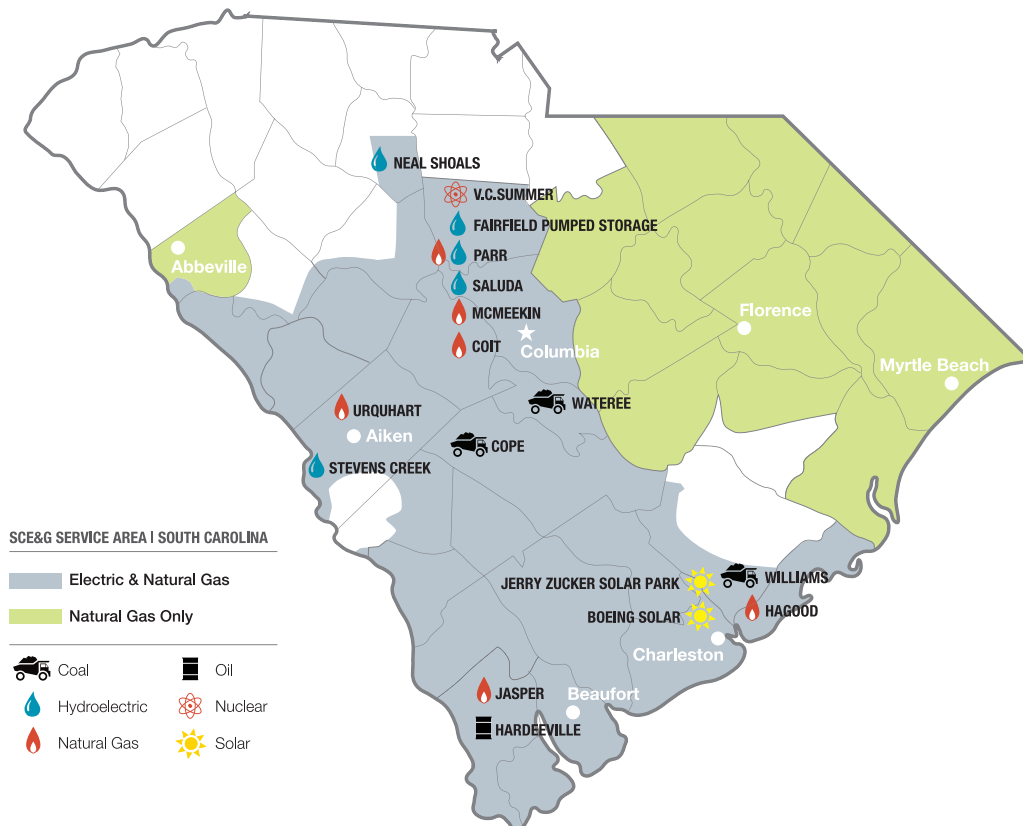 NEAL SHOALS
V.C.SUMMER
FAIRFIELD PUMPED STORAGE
PARR
Abbeville
SALUDA
MCMEEKIN
Florence
COIT
Columbia
Myrtle Beach
WATEREE
URQUHART
Aiken
COPE
STEVENS CREEK
SCE&G SERVICE AREA | SOUTH CAROLINA
Electric & Natural Gas
Natural Gas Only
JERRY ZUCKER SOLAR PARK
WILLIAMS
BOEING SOLAR
HAGOOD
Charleston
Coal
Oil
Hydroelectric
Nuclear
Natural Gas
Solar
JASPER
Beaufort
HARDEEVILLE